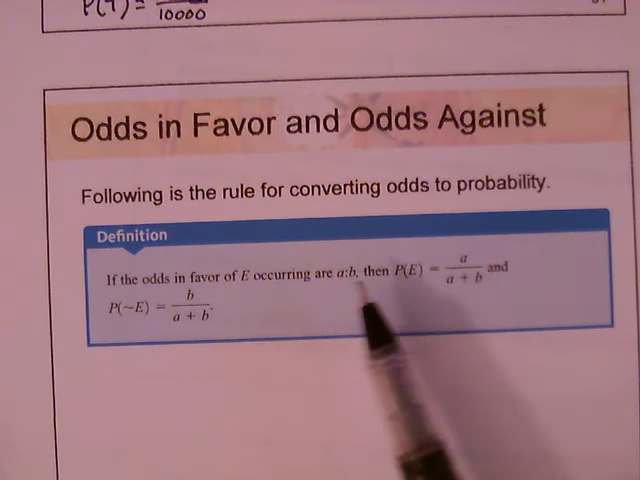 P(T) = 10000
Odds in Favor and Odds Against
Following is the rule for converting odds to probability.
Definition
If the odds in favor of E occurring are a:b, then P(E) = a / a + b and
P(~E) = b / a + b.